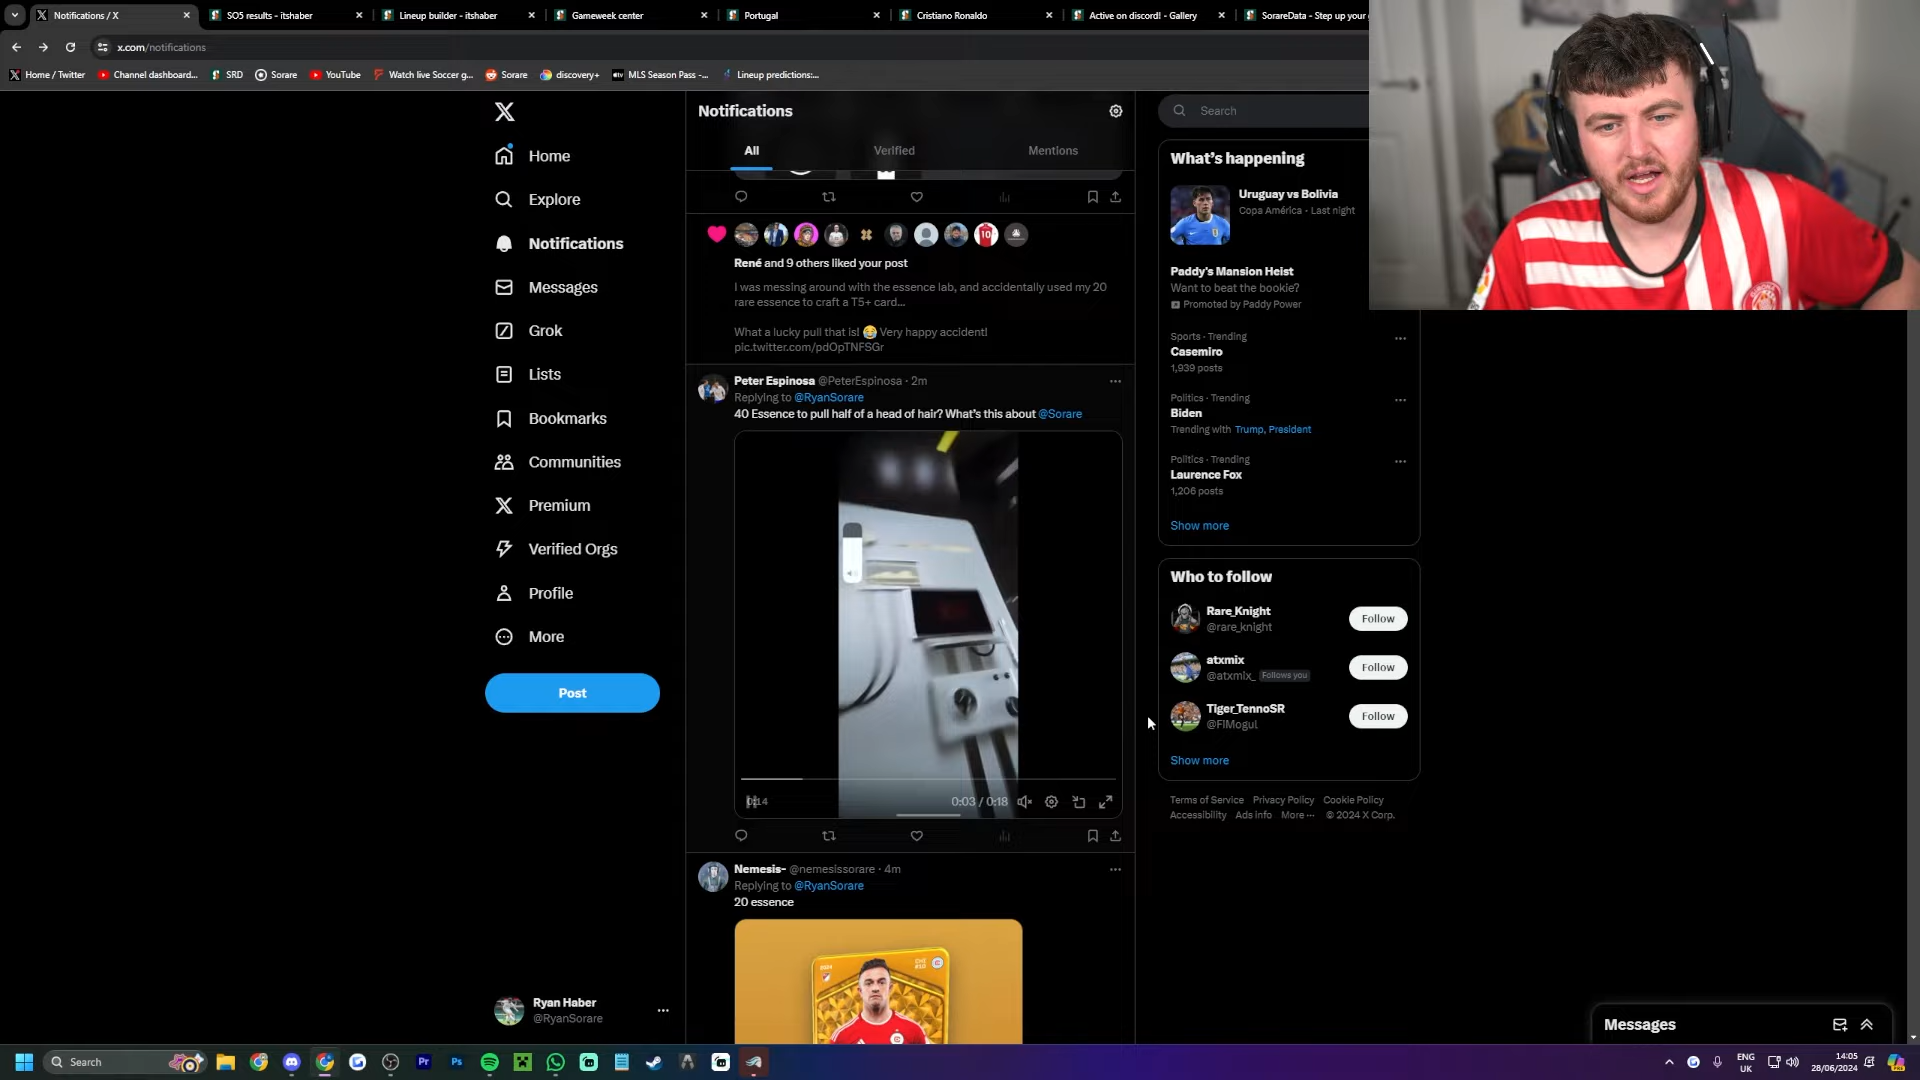 Notifications / X
SO5 results - itshaber
Lineup builder - itshaber
Gameweek center
Portugal
Cristiano Ronaldo
Active on discord! - Gallery
SorareData - Step up your
x.com/notifications
Home / Twitter
Channel dashboard...
SRD
Sorare
YouTube
Watch live Soccer g...
Sorare
discovery+
MLS Season Pass -...
Lineup predictions:...
Home
Explore
Notifications
Messages
Grok
Lists
Bookmarks
Communities
Premium
Verified Orgs
Profile
More
Post
Ryan Haber
@RyanSorare
Notifications
All
Verified
Mentions
10
René and 9 others liked your post
I was messing around with the essence lab, and accidentally used my 20
rare essence to craft a T5+ card...
What a lucky pull that is! 😂 Very happy accident!
pic.twitter.com/pdOpTNFSGr
Peter Espinosa @PeterEspinosa · 2m
Replying to @RyanSorare
40 Essence to pull half of a head of hair? What's this about @Sorare
0:14
0:03 / 0:18
Nemesis- @nemesissorare · 4m
Replying to @RyanSorare
20 essence
2024
Search
What's happening
Uruguay vs Bolivia
Copa América · Last night
Paddy's Mansion Heist
Want to beat the bookie?
Promoted by Paddy Power
Sports · Trending
Casemiro
1,939 posts
Politics · Trending
Biden
Trending with Trump, President
Politics · Trending
Laurence Fox
1,206 posts
Show more
Who to follow
Rare_Knight
@rare_knight
Follow
atxmix
@atxmix_ Follows you
Follow
Tiger_TennoSR
@FIMogul
Follow
Show more
Terms of Service Privacy Policy Cookie Policy
Accessibility Ads info More ··· © 2024 X Corp.
GIRONA
Messages
Search
Pr
Ps
ENG
UK
14:05
28/06/2024